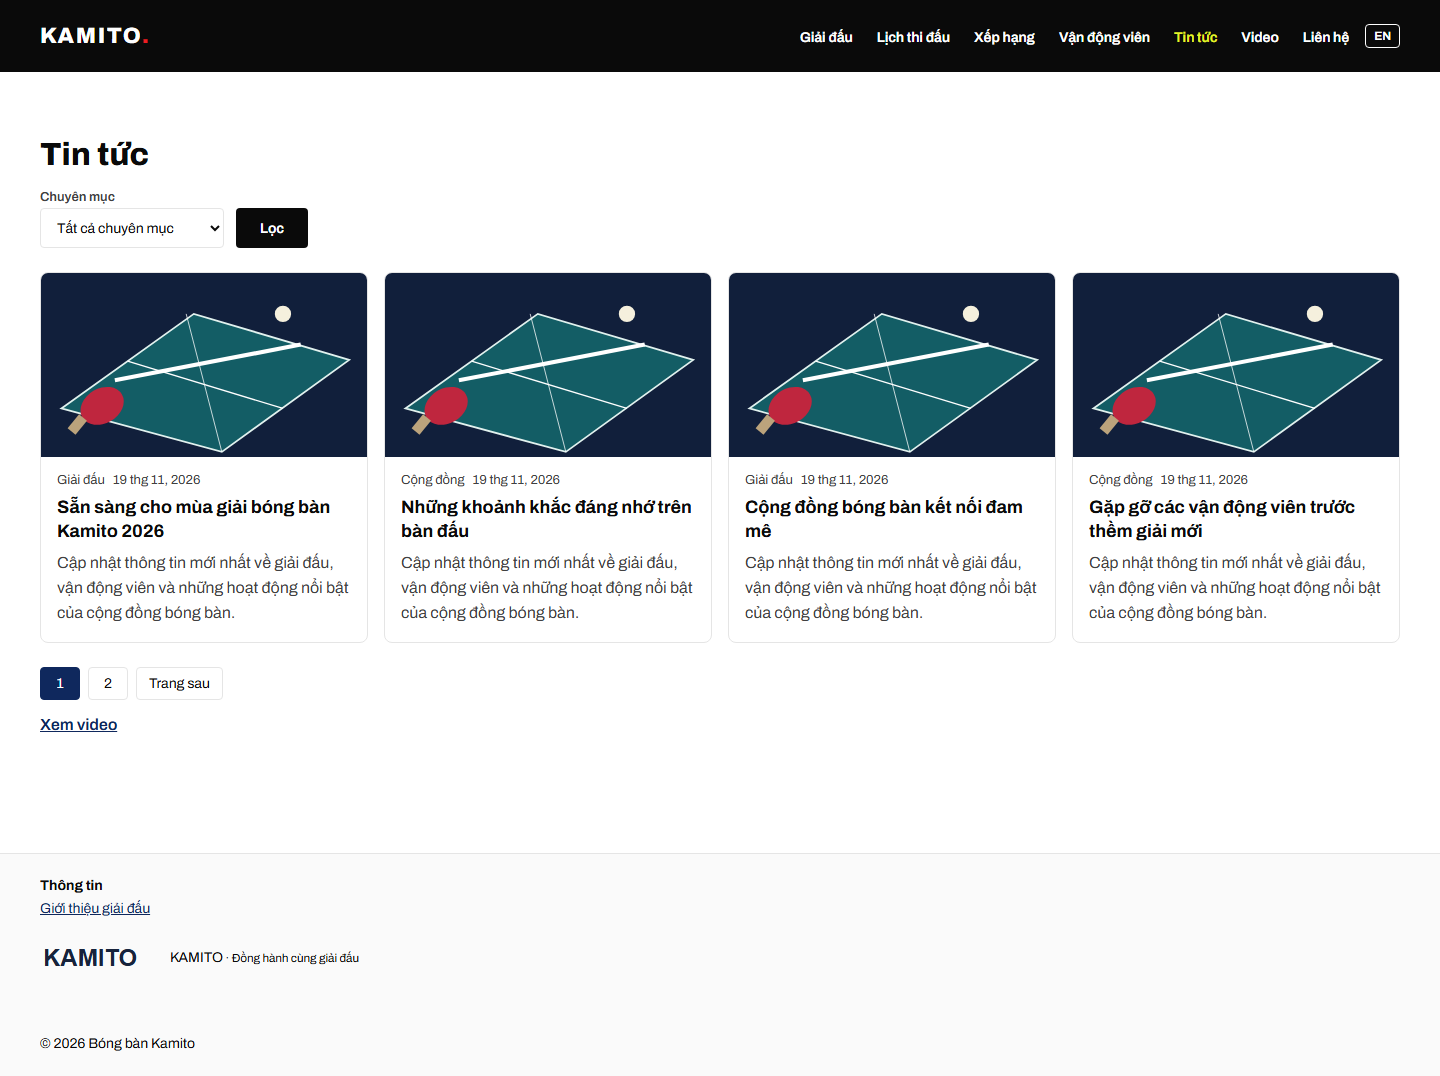 KAMITO.
Giải đấu
Lịch thi đấu
Xếp hạng
Vận động viên
Tin tức
Video
Liên hệ
EN
Tin tức
Chuyên mục
Tất cả chuyên mục
Lọc
Giải đấu 19 thg 11, 2026
Sẵn sàng cho mùa giải bóng bàn
Kamito 2026
Cập nhật thông tin mới nhất về giải đấu,
vận động viên và những hoạt động nổi bật
của cộng đồng bóng bàn.
Cộng đồng 19 thg 11, 2026
Những khoảnh khắc đáng nhớ trên
bàn đấu
Cập nhật thông tin mới nhất về giải đấu,
vận động viên và những hoạt động nổi bật
của cộng đồng bóng bàn.
Giải đấu 19 thg 11, 2026
Cộng đồng bóng bàn kết nối đam
mê
Cập nhật thông tin mới nhất về giải đấu,
vận động viên và những hoạt động nổi bật
của cộng đồng bóng bàn.
Cộng đồng 19 thg 11, 2026
Gặp gỡ các vận động viên trước
thềm giải mới
Cập nhật thông tin mới nhất về giải đấu,
vận động viên và những hoạt động nổi bật
của cộng đồng bóng bàn.
1
2
Trang sau
Xem video
Thông tin
Giới thiệu giải đấu
KAMITO
KAMITO · Đồng hành cùng giải đấu
© 2026 Bóng bàn Kamito